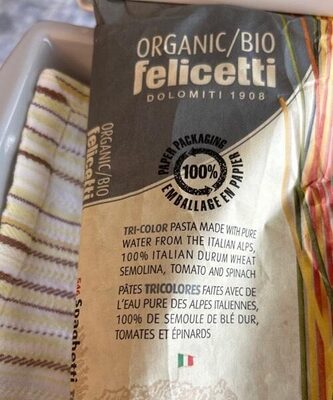 ORGANIC/BIO
felicetti
DOLOMITI 1908
PAPER PACKAGING
100%
EMBALLAGE EN PAPIER
TRI-COLOR PASTA MADE WITH PURE
WATER FROM THE ITALIAN ALPS,
100% ITALIAN DURUM WHEAT
SEMOLINA, TOMATO AND SPINACH
PÂTES TRICOLORES FAITES AVEC DE
L'EAU PURE DES ALPES ITALIENNES,
100% DE SEMOULE DE BLÉ DUR,
TOMATES ET ÉPINARDS
ORGANIC/BIO
felicetti
Spaghetti